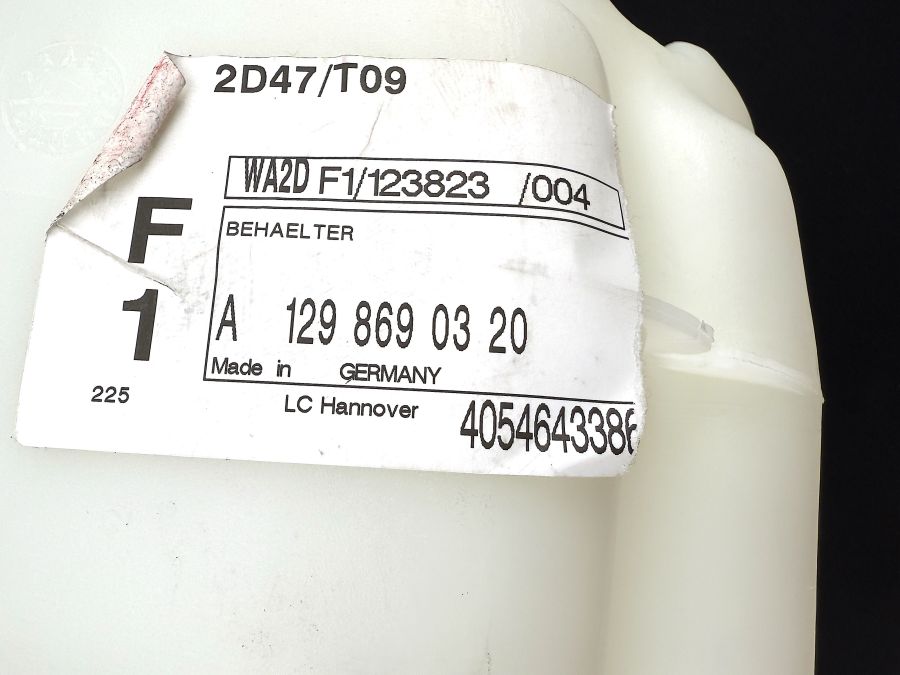 2D47/T09
WA2D F1/123823 /004
F
1
BEHAELTER
A 129 869 03 20
Made in GERMANY
225
LC Hannover
4054643386